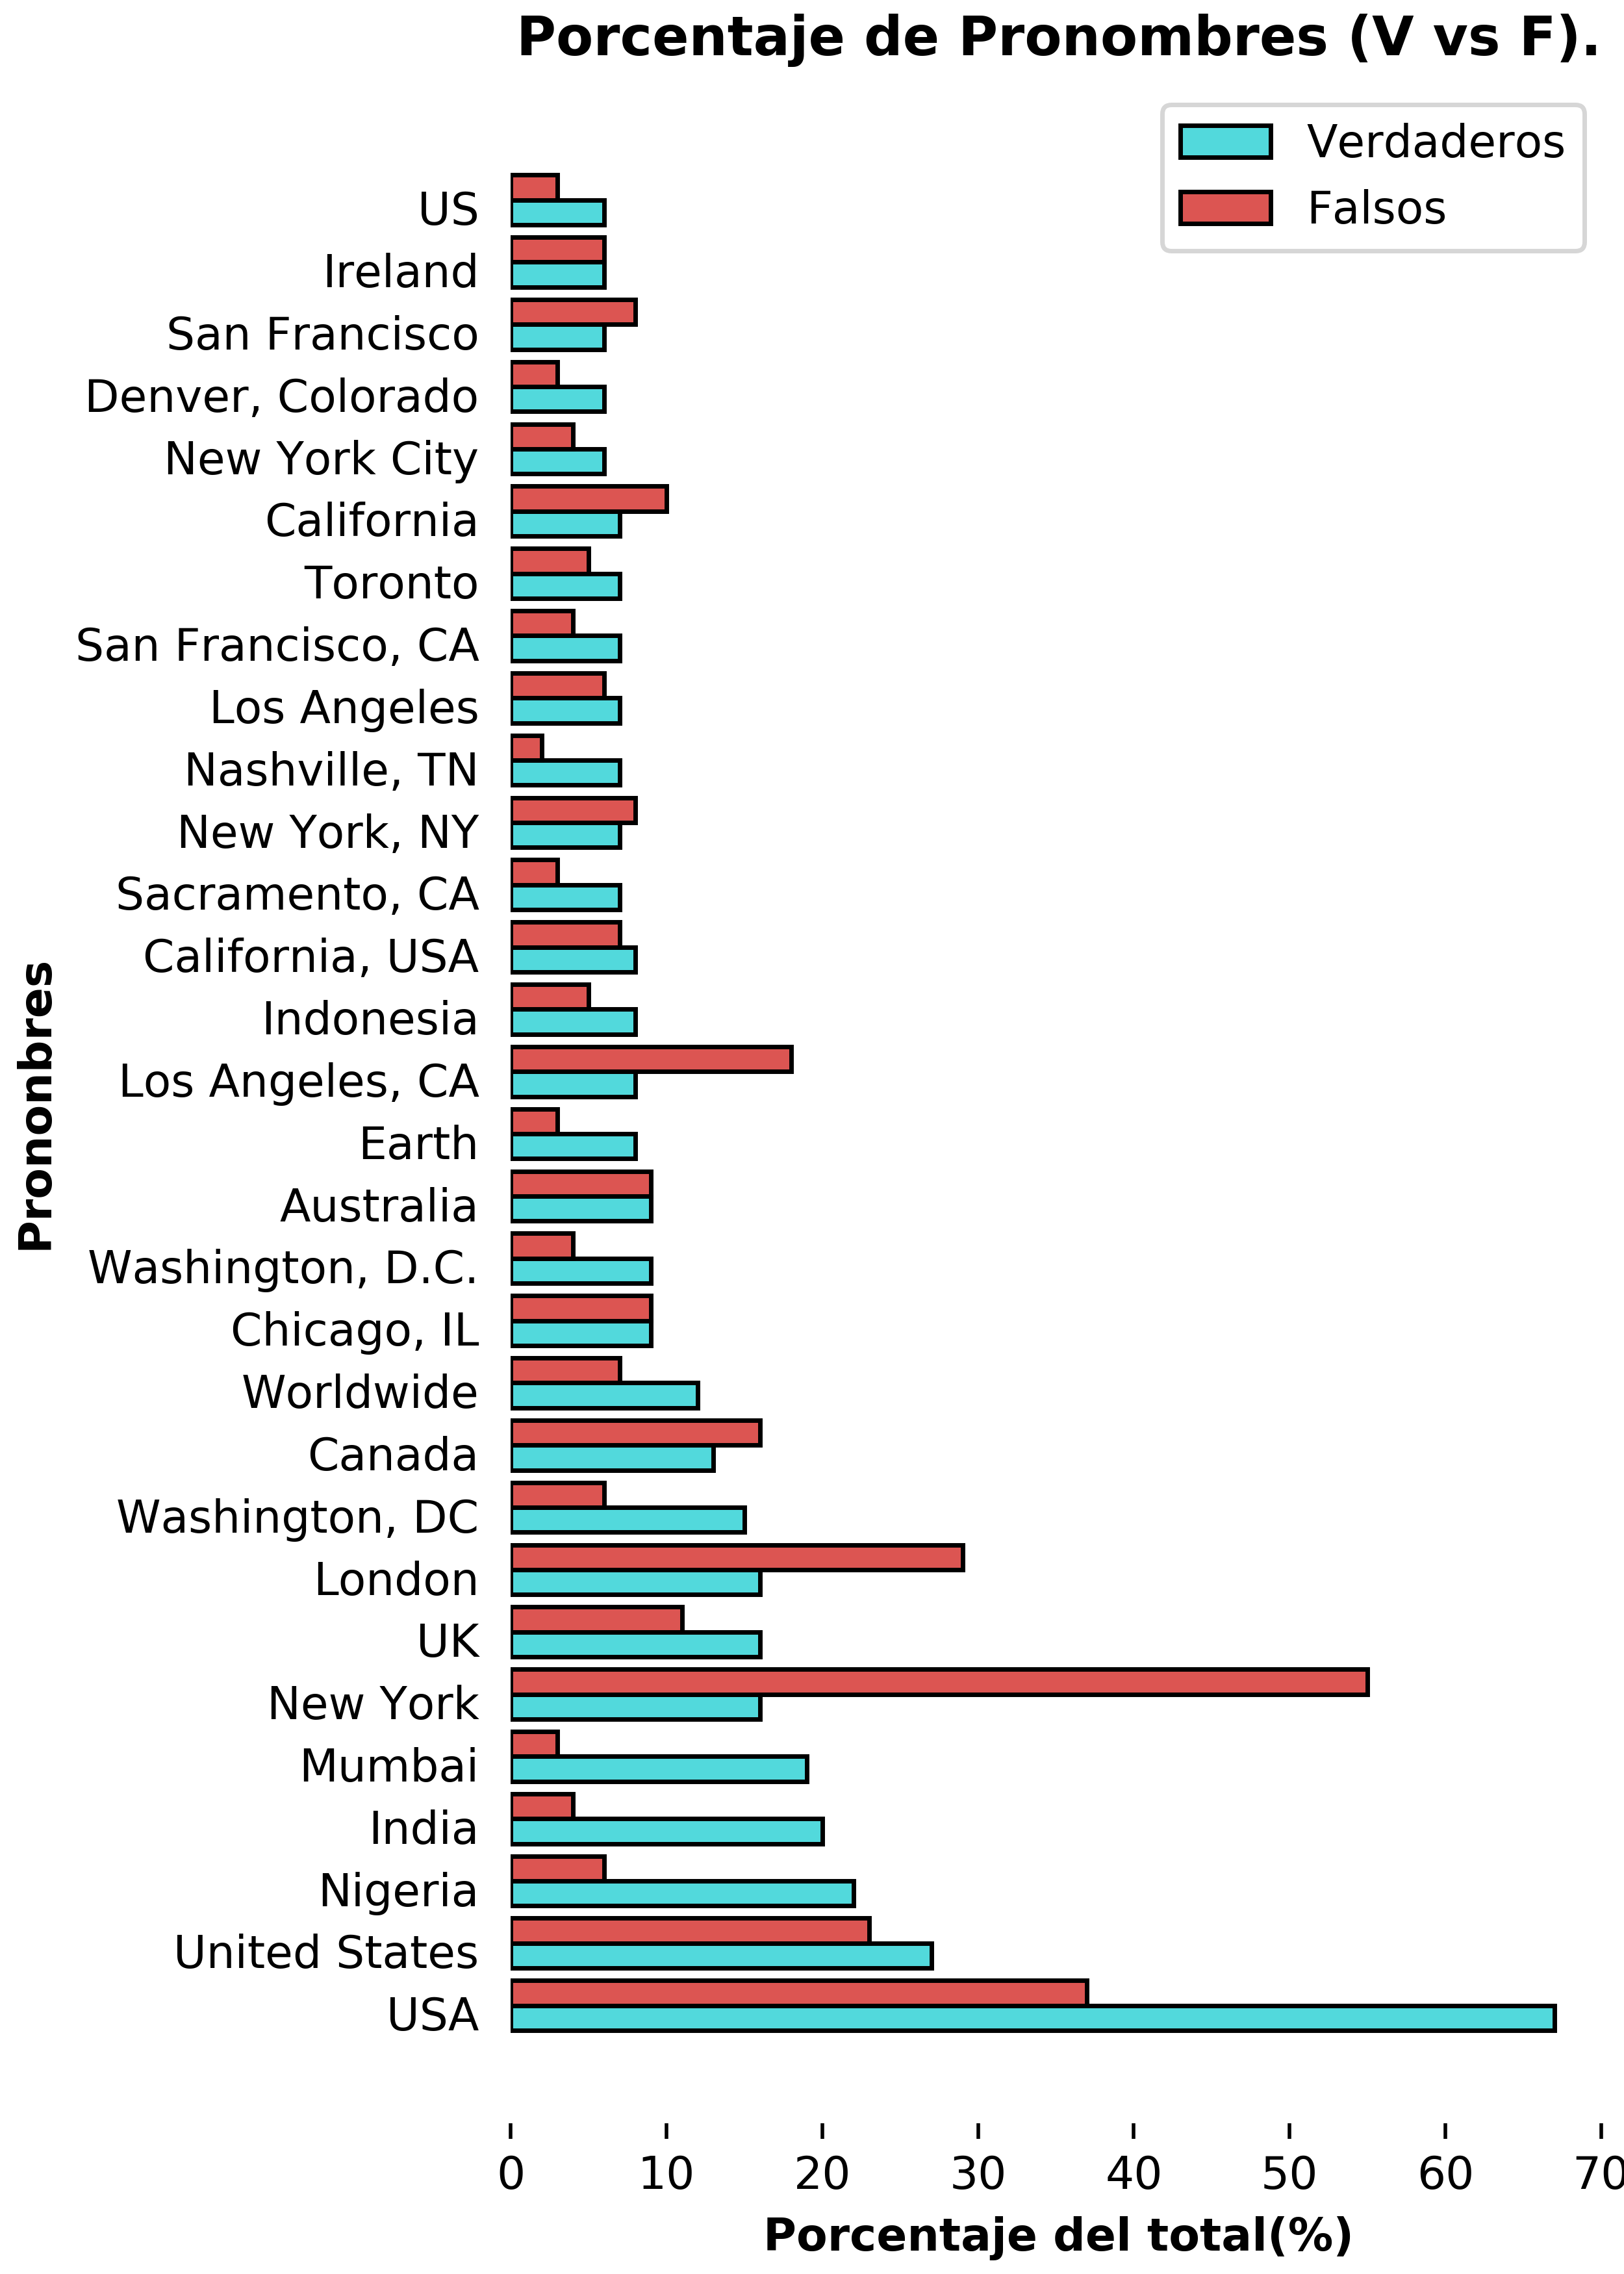 Porcentaje de Pronombres (V vs F).
Verdaderos
Falsos
US
Ireland
San Francisco
Denver, Colorado
New York City
California
Toronto
San Francisco, CA
Los Angeles
Nashville, TN
New York, NY
Sacramento, CA
California, USA
Indonesia
Los Angeles, CA
Earth
Australia
Washington, D.C.
Chicago, IL
Worldwide
Canada
Washington, DC
London
UK
New York
Mumbai
India
Nigeria
United States
USA
Prononbres
0 10 20 30 40 50 60 70
Porcentaje del total(%)